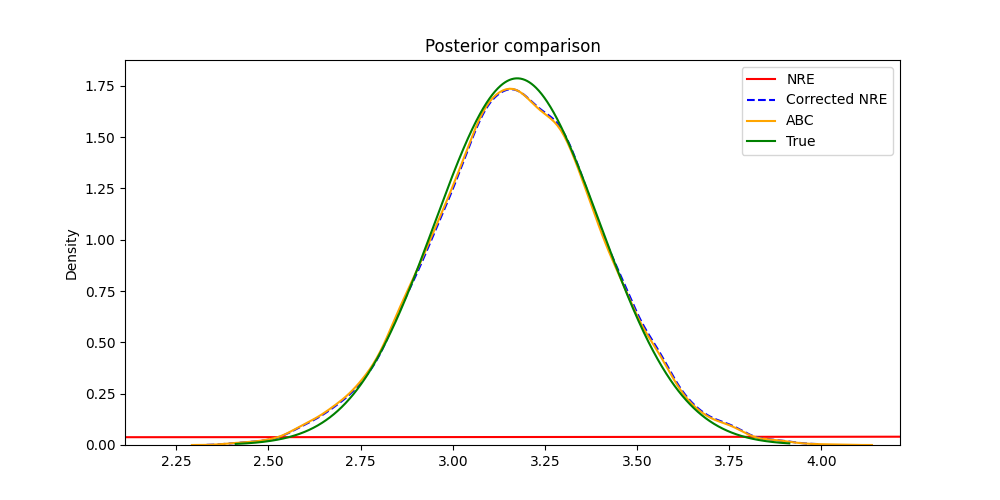 Posterior comparison
NRE
Corrected NRE
ABC
True
Density
1.75
1.50
1.25
1.00
0.75
0.50
0.25
0.00
2.25 2.50 2.75 3.00 3.25 3.50 3.75 4.00